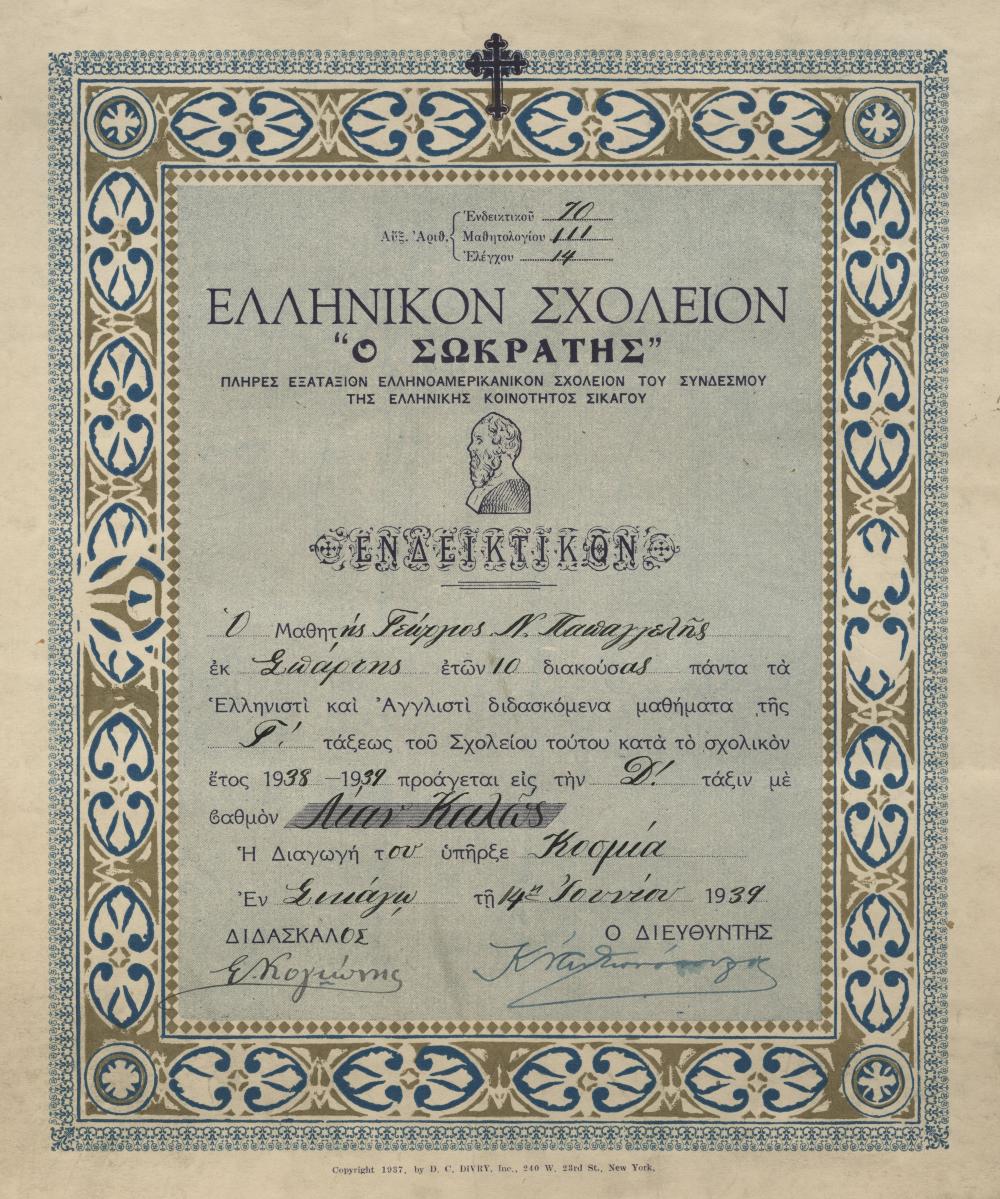 Αὔξ. Ἀριθ. { Ἐνδεικτικοῦ 70
Μαθητολογίου 111
Ἐλέγχου 14
ΕΛΛΗΝΙΚΟΝ ΣΧΟΛΕΙΟΝ
“Ο ΣΩΚΡΑΤΗΣ”
ΠΛΗΡΕΣ ΕΞΑΤΑΞΙΟΝ ΕΛΛΗΝΟΑΜΕΡΙΚΑΝΙΚΟΝ ΣΧΟΛΕΙΟΝ ΤΟΥ ΣΥΝΔΕΣΜΟΥ
ΤΗΣ ΕΛΛΗΝΙΚΗΣ ΚΟΙΝΟΤΗΤΟΣ ΣΙΚΑΓΟΥ
ΕΝΔΕΙΚΤΙΚΟΝ
Ὁ Μαθητής Γεώργιος Ν. Παπαγγελῆς
ἐκ Σπάρτης ἐτῶν 10 διακούσας πάντα τὰ
Ἑλληνιστὶ καὶ Ἀγγλιστὶ διδασκόμενα μαθήματα τῆς
Γ′. τάξεως τοῦ Σχολείου τούτου κατὰ τὸ σχολικὸν
ἔτος 1938 –1939 προάγεται εἰς τὴν Δ′. τάξιν μὲ
βαθμὸν Λίαν Καλῶς
Ἡ Διαγωγή του ὑπῆρξε Κοσμία
Ἐν Σικάγῳ τῇ 14ῃ Ἰουνίου 1939
ΔΙΔΑΣΚΑΛΟΣ Ο ΔΙΕΥΘΥΝΤΗΣ
Copyright 1937, by D. C. DIVRY, Inc., 240 W. 23rd St., New York.